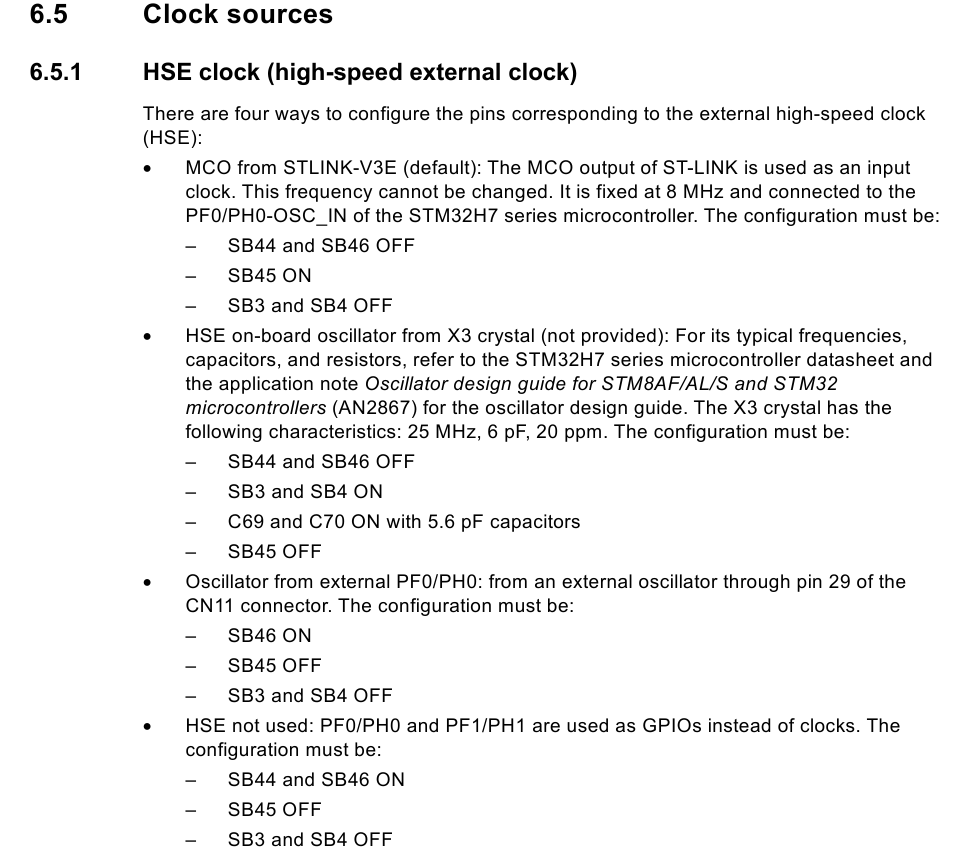 6.5 Clock sources
6.5.1 HSE clock (high-speed external clock)
There are four ways to configure the pins corresponding to the external high-speed clock
(HSE):
• MCO from STLINK-V3E (default): The MCO output of ST-LINK is used as an input
clock. This frequency cannot be changed. It is fixed at 8 MHz and connected to the
PF0/PH0-OSC_IN of the STM32H7 series microcontroller. The configuration must be:
– SB44 and SB46 OFF
– SB45 ON
– SB3 and SB4 OFF
• HSE on-board oscillator from X3 crystal (not provided): For its typical frequencies,
capacitors, and resistors, refer to the STM32H7 series microcontroller datasheet and
the application note Oscillator design guide for STM8AF/AL/S and STM32
microcontrollers (AN2867) for the oscillator design guide. The X3 crystal has the
following characteristics: 25 MHz, 6 pF, 20 ppm. The configuration must be:
– SB44 and SB46 OFF
– SB3 and SB4 ON
– C69 and C70 ON with 5.6 pF capacitors
– SB45 OFF
• Oscillator from external PF0/PH0: from an external oscillator through pin 29 of the
CN11 connector. The configuration must be:
– SB46 ON
– SB45 OFF
– SB3 and SB4 OFF
• HSE not used: PF0/PH0 and PF1/PH1 are used as GPIOs instead of clocks. The
configuration must be:
– SB44 and SB46 ON
– SB45 OFF
– SB3 and SB4 OFF